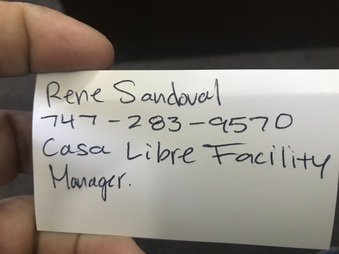 Rene Sandoval
747-283-9570
Casa Libre Facility
Manager.